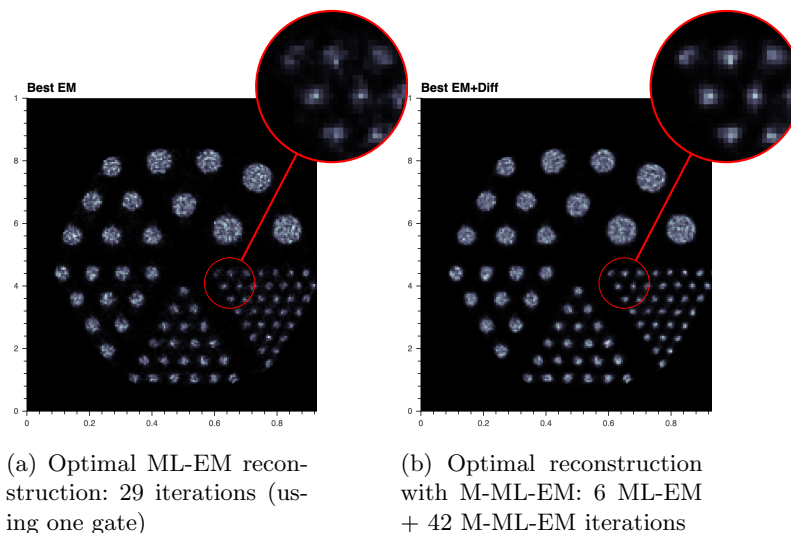 Best EM
Best EM+Diff
1
8
6
4
2
0
0
0.2
0.4
0.6
0.8
1
8
6
4
2
0
0
0.2
0.4
0.6
0.8
(a) Optimal ML-EM recon-
struction: 29 iterations (us-
ing one gate)
(b) Optimal reconstruction
with M-ML-EM: 6 ML-EM
+ 42 M-ML-EM iterations